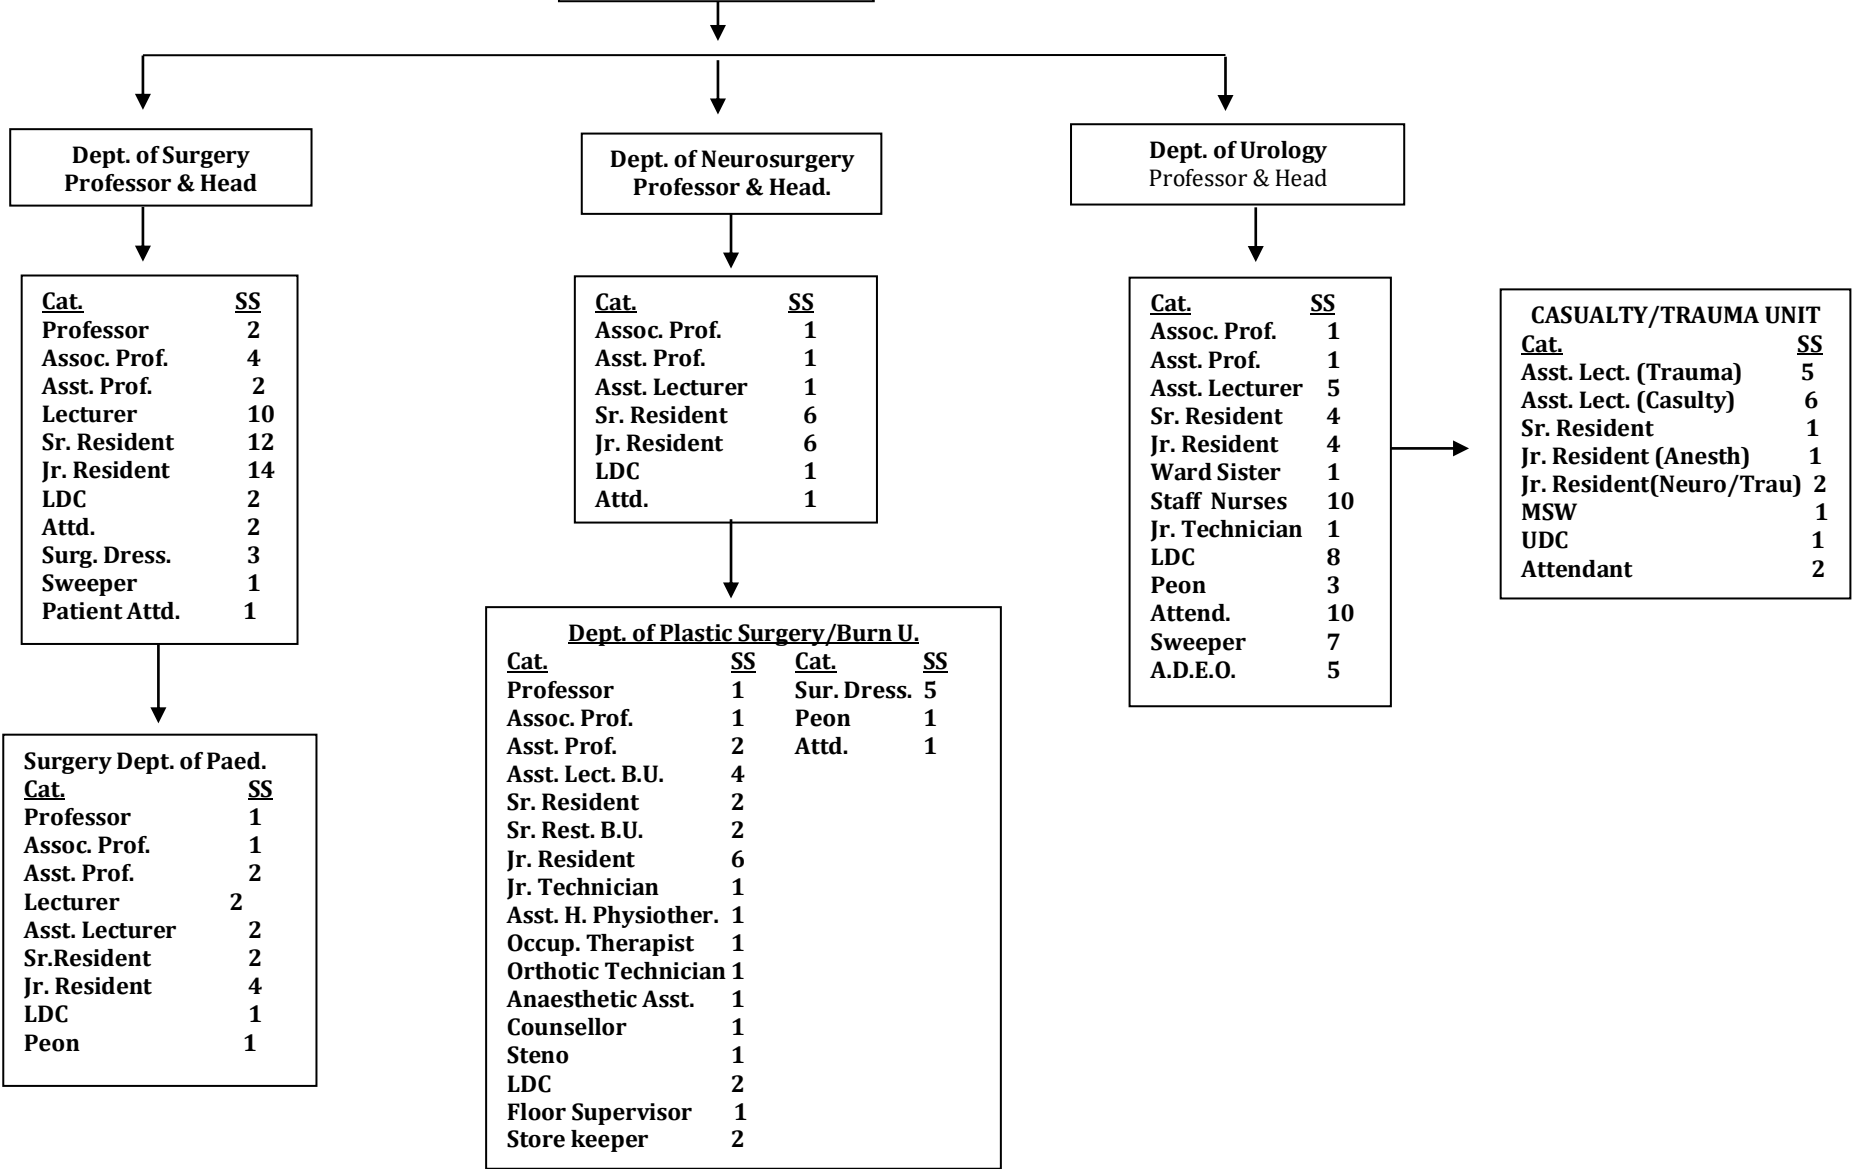 Dept. of Surgery
Professor & Head
Dept. of Neurosurgery
Professor & Head.
Dept. of Urology
Professor & Head
Cat. SS
Professor 2
Assoc. Prof. 4
Asst. Prof. 2
Lecturer 10
Sr. Resident 12
Jr. Resident 14
LDC 2
Attd. 2
Surg. Dress. 3
Sweeper 1
Patient Attd. 1
Cat. SS
Assoc. Prof. 1
Asst. Prof. 1
Asst. Lecturer 1
Sr. Resident 6
Jr. Resident 6
LDC 1
Attd. 1
Cat. SS
Assoc. Prof. 1
Asst. Prof. 1
Asst. Lecturer 5
Sr. Resident 4
Jr. Resident 4
Ward Sister 1
Staff Nurses 10
Jr. Technician 1
LDC 8
Peon 3
Attend. 10
Sweeper 7
A.D.E.O. 5
CASUALTY/TRAUMA UNIT
Cat. SS
Asst. Lect. (Trauma) 5
Asst. Lect. (Casulty) 6
Sr. Resident 1
Jr. Resident (Anesth) 1
Jr. Resident(Neuro/Trau) 2
MSW 1
UDC 1
Attendant 2
Surgery Dept. of Paed.
Cat. SS
Professor 1
Assoc. Prof. 1
Asst. Prof. 2
Lecturer 2
Asst. Lecturer 2
Sr.Resident 2
Jr. Resident 4
LDC 1
Peon 1
Dept. of Plastic Surgery/Burn U.
Cat. SS Cat. SS
Professor 1 Sur. Dress. 5
Assoc. Prof. 1 Peon 1
Asst. Prof. 2 Attd. 1
Asst. Lect. B.U. 4
Sr. Resident 2
Sr. Rest. B.U. 2
Jr. Resident 6
Jr. Technician 1
Asst. H. Physiother. 1
Occup. Therapist 1
Orthotic Technician 1
Anaesthetic Asst. 1
Counsellor 1
Steno 1
LDC 2
Floor Supervisor 1
Store keeper 2